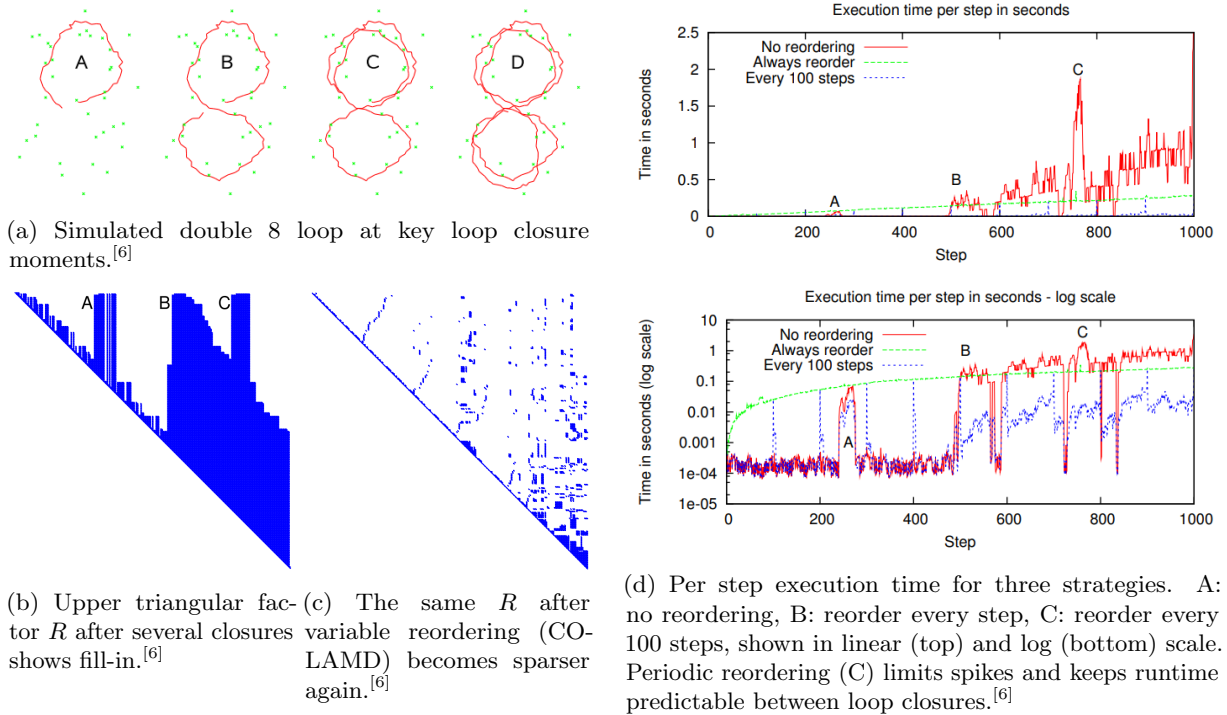 A
B
C
D
(a) Simulated double 8 loop at key loop closure
moments.[6]
A
B
C
(b) Upper triangular fac-
tor R after several closures
shows fill-in.[6]
(c) The same R after
variable reordering (CO-
LAMD) becomes sparser
again.[6]
Execution time per step in seconds
No reordering
Always reorder
Every 100 steps
Time in seconds
2.5
2
1.5
1
0.5
0
A
B
C
0
200
400
600
800
1000
Step
Execution time per step in seconds - log scale
No reordering
Always reorder
Every 100 steps
Time in seconds (log scale)
10
1
0.1
0.01
0.001
1e-04
1e-05
A
B
C
0
200
400
600
800
1000
Step
(d) Per step execution time for three strategies. A:
no reordering, B: reorder every step, C: reorder every
100 steps, shown in linear (top) and log (bottom) scale.
Periodic reordering (C) limits spikes and keeps runtime
predictable between loop closures.[6]